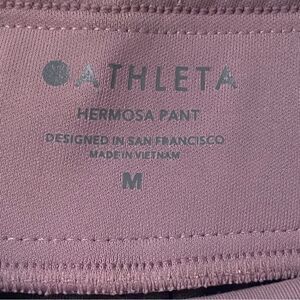 ATHLETA
HERMOSA PANT
DESIGNED IN SAN FRANCISCO
MADE IN VIETNAM
M